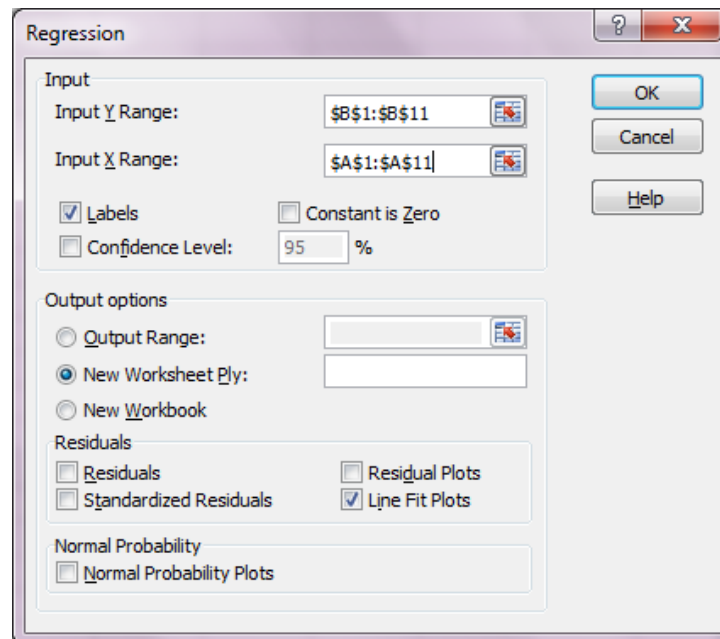 Regression
?
X
Input
Input Y Range:
$B$1:$B$11
Input X Range:
$A$1:$A$11
Labels
Constant is Zero
Confidence Level:
95
%
OK
Cancel
Help
Output options
Output Range:
New Worksheet Ply:
New Workbook
Residuals
Residuals
Residual Plots
Standardized Residuals
Line Fit Plots
Normal Probability
Normal Probability Plots